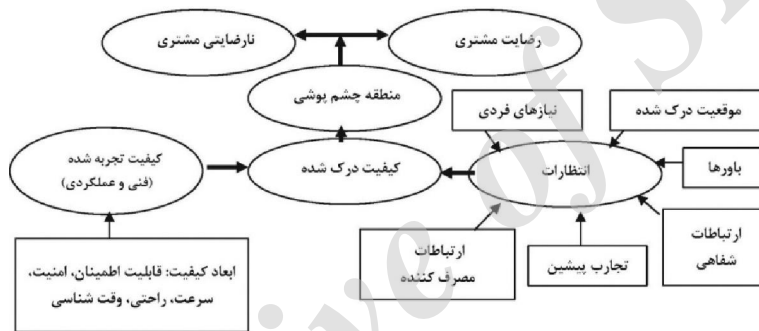 رضایت مشتری
نارضایتی مشتری
منطقه چشم پوشی
نیازهای فردی
موقعیت درک شده
کیفیت تجربه شده
(فنی و عملکردی)
کیفیت درک شده
انتظارات
باورها
ارتباطات
شفاهی
ارتباطات
مصرف کننده
تجارب پیشین
ابعاد کیفیت: قابلیت اطمینان، امنیت،
سرعت، راحتی، وقت شناسی
ive of S